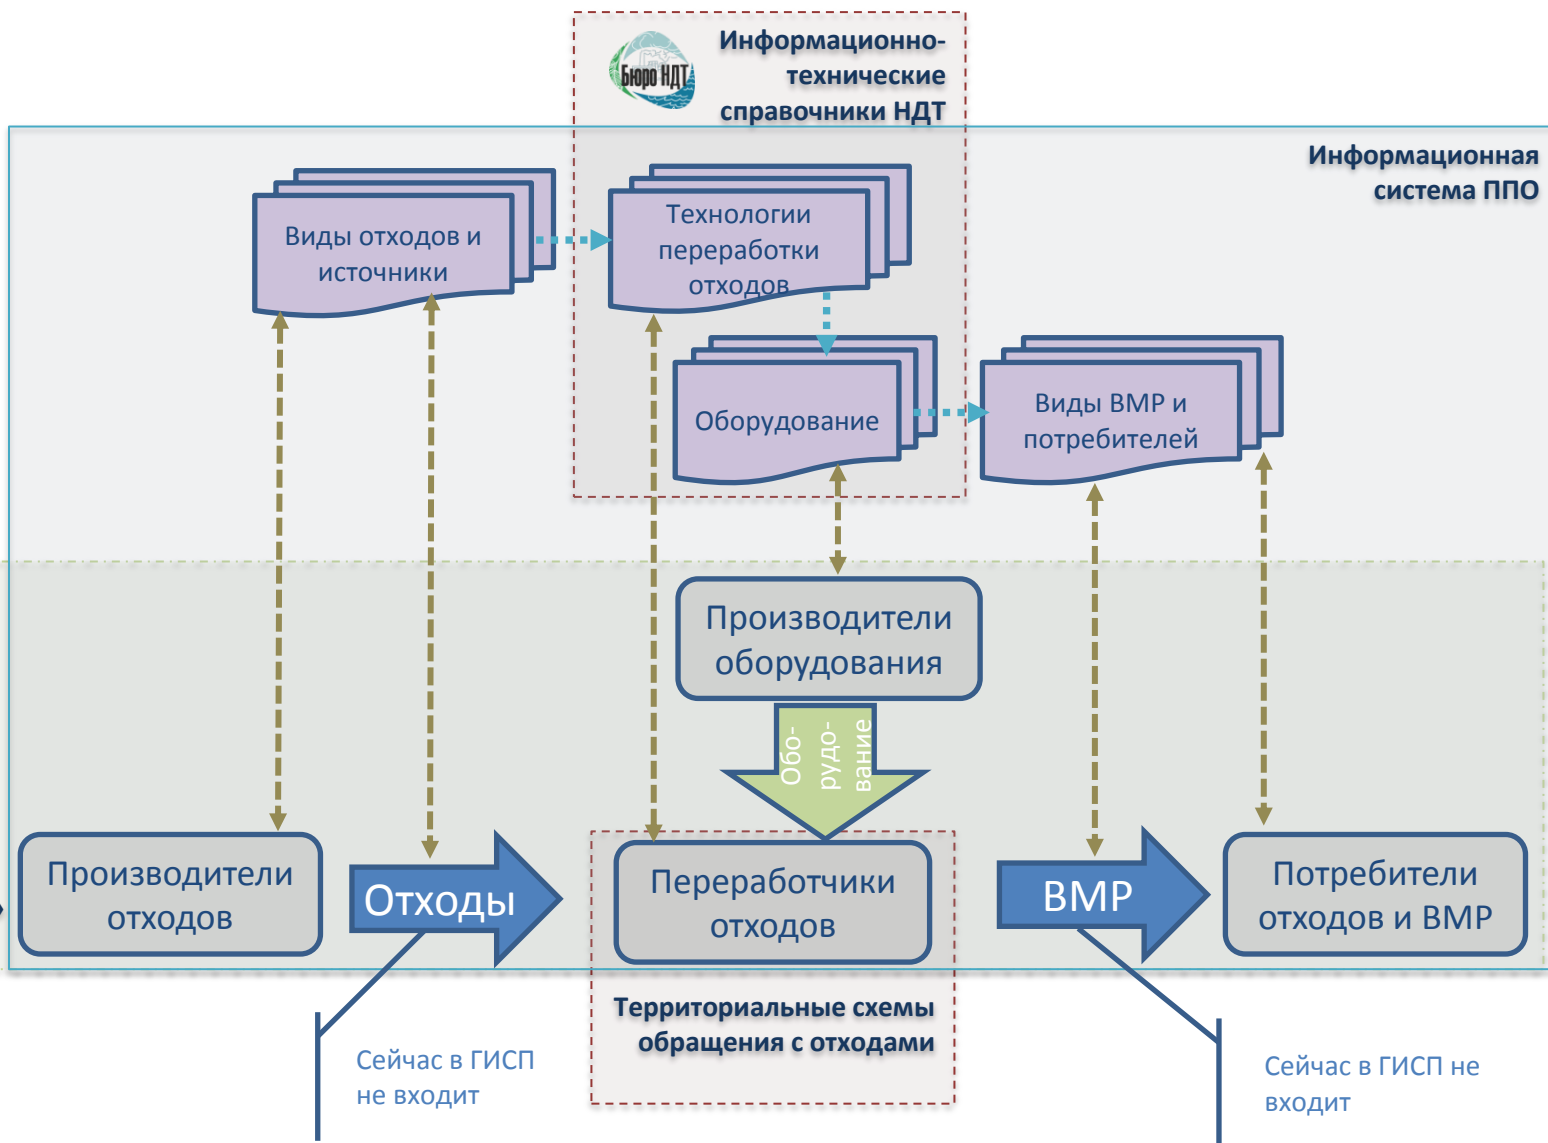 Бюро НДТ
Информационно-
технические
справочники НДТ
Информационная
система ППО
Виды отходов и
источники
Технологии
переработки
отходов
Оборудование
Виды ВМР и
потребителей
Производители
оборудования
Обо-
рудо-
вание
Производители
отходов
Отходы
Переработчики
отходов
ВМР
Потребители
отходов и ВМР
Территориальные схемы
обращения с отходами
Сейчас в ГИСП
не входит
Сейчас в ГИСП не
входит